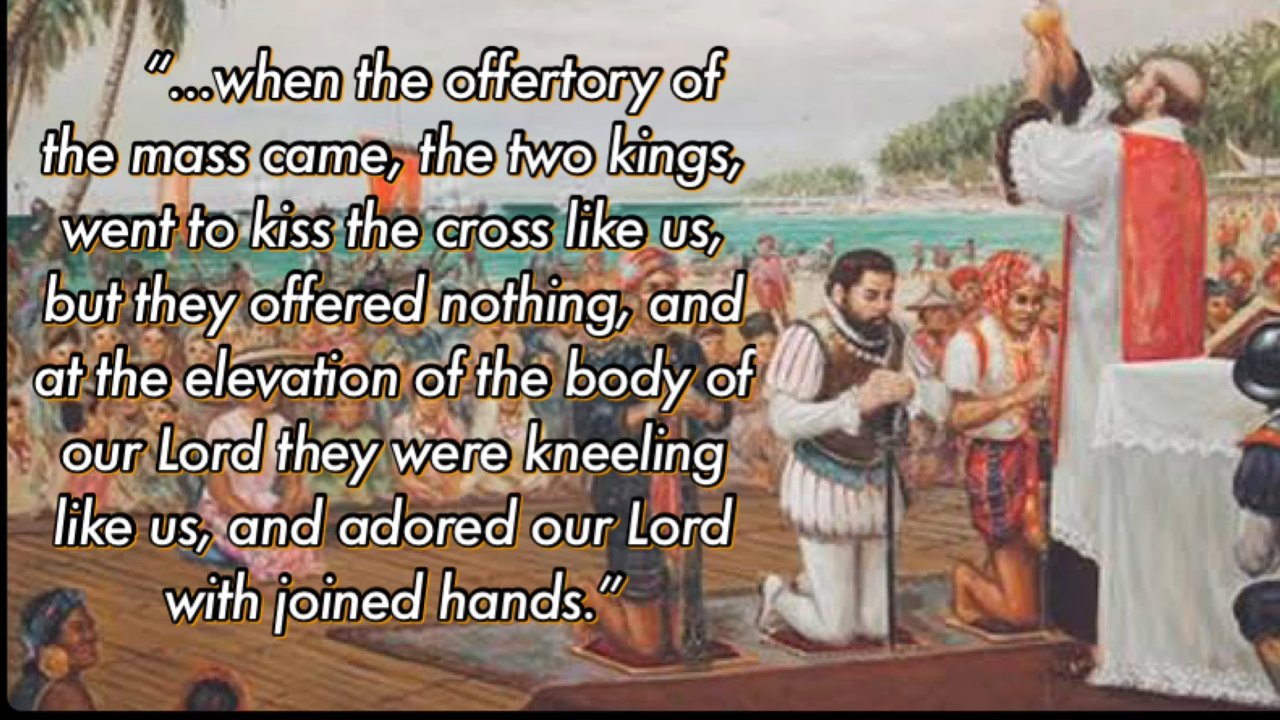 “...when the offertory of
the mass came, the two kings,
went to kiss the cross like us,
but they offered nothing, and
at the elevation of the body of
our Lord they were kneeling
like us, and adored our Lord
with joined hands.”